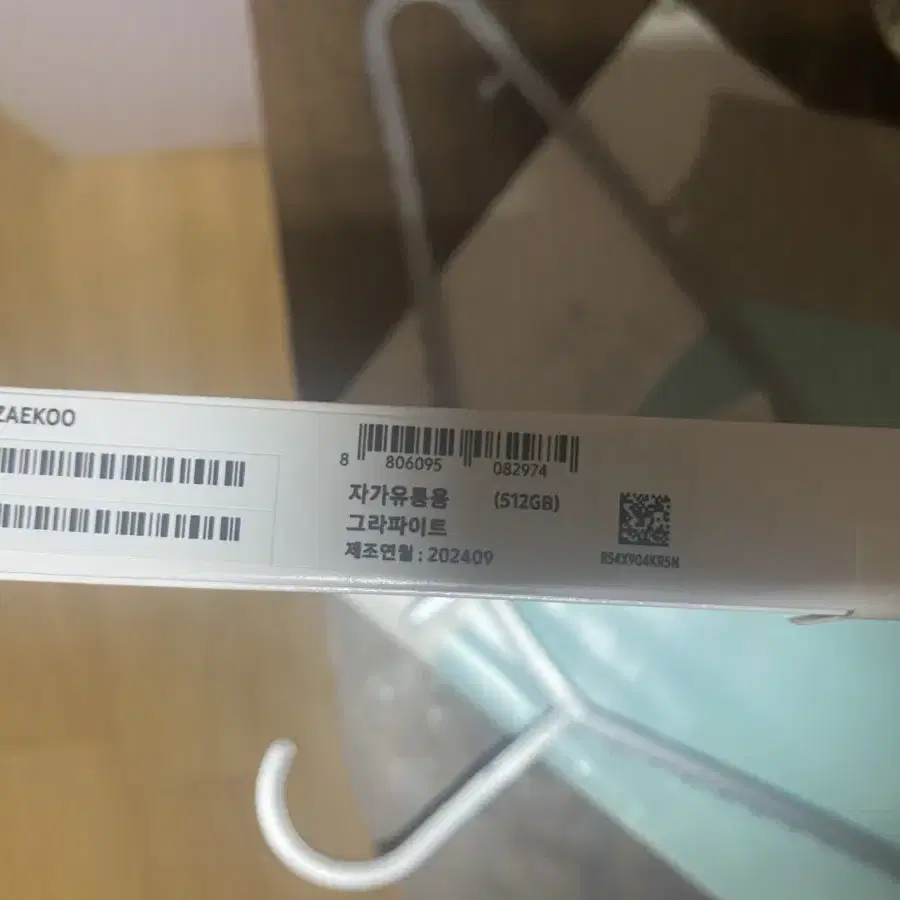 ZAEKOO
8 806095 082974
자가유통용 (512GB)
그라파이트
제조연월 : 202409
R54X904KR5N